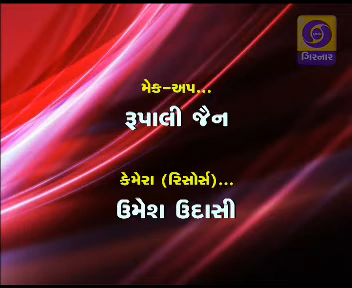 ગિરનાર
મેક-અપ...
રૂપાલી જૈન
કેમેરા (રિસોર્સ)...
ઉમેશ ઉદાસી